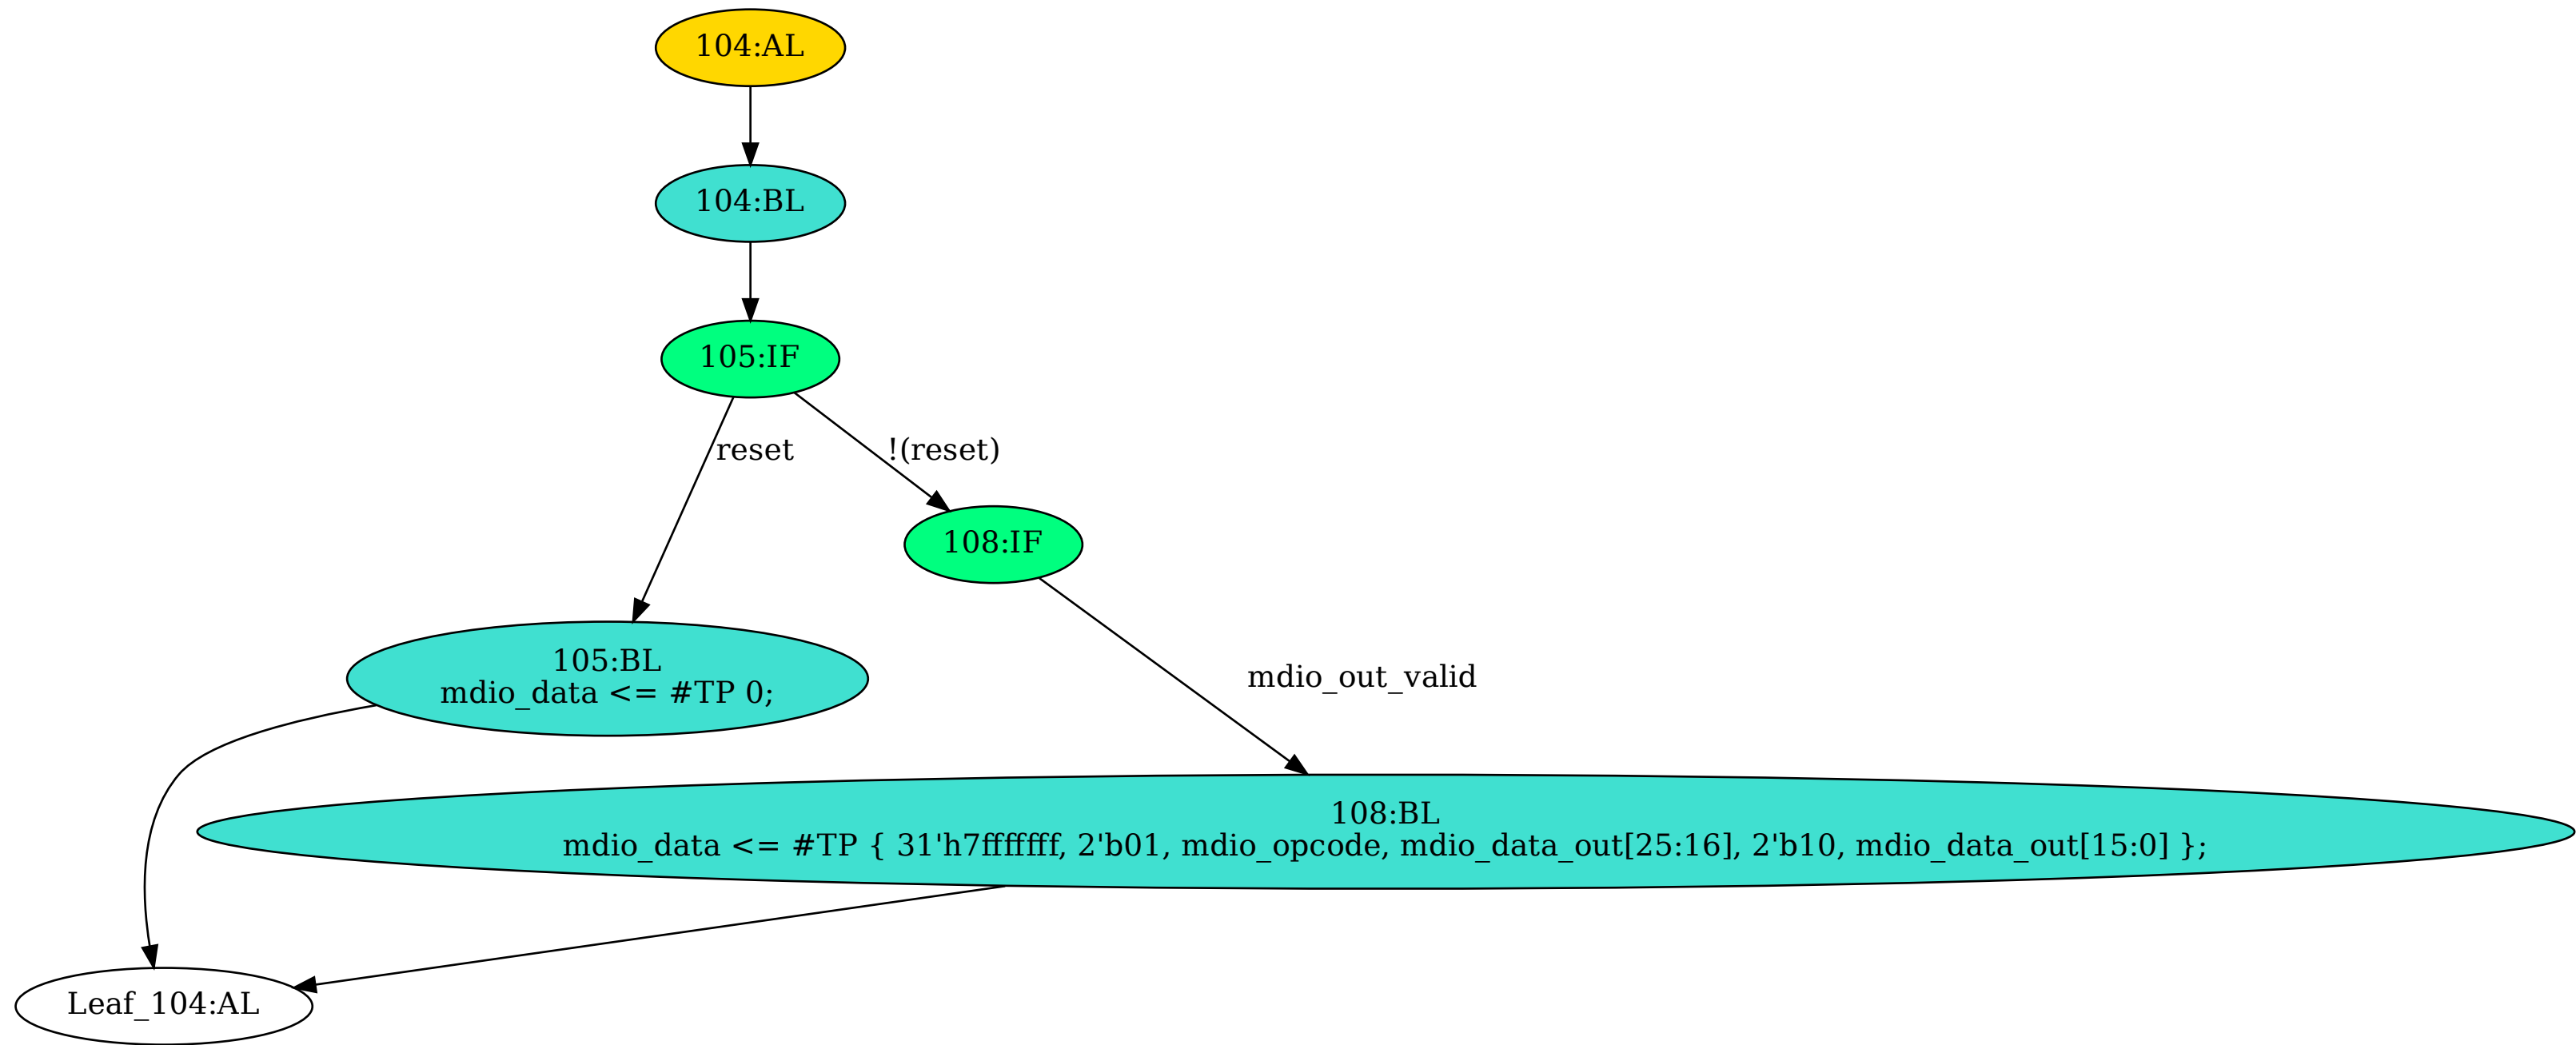 104:AL
104:BL
105:IF
reset
!(reset)
108:IF
105:BL
mdio_data <= #TP 0;
mdio_out_valid
108:BL
mdio_data <= #TP { 31'h7fffffff, 2'b01, mdio_opcode, mdio_data_out[25:16], 2'b10, mdio_data_out[15:0] };
Leaf_104:AL